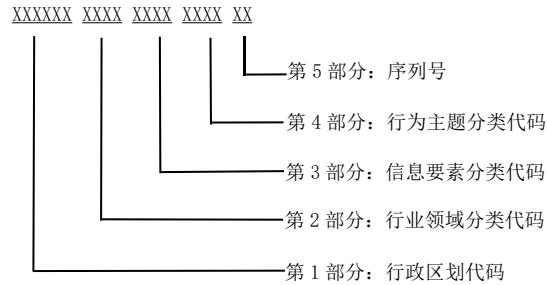 XXXXXX XXXX XXXX XXXX XX
第 5 部分：序列号
第 4 部分：行为主题分类代码
第 3 部分：信息要素分类代码
第 2 部分：行业领域分类代码
第 1 部分：行政区划代码